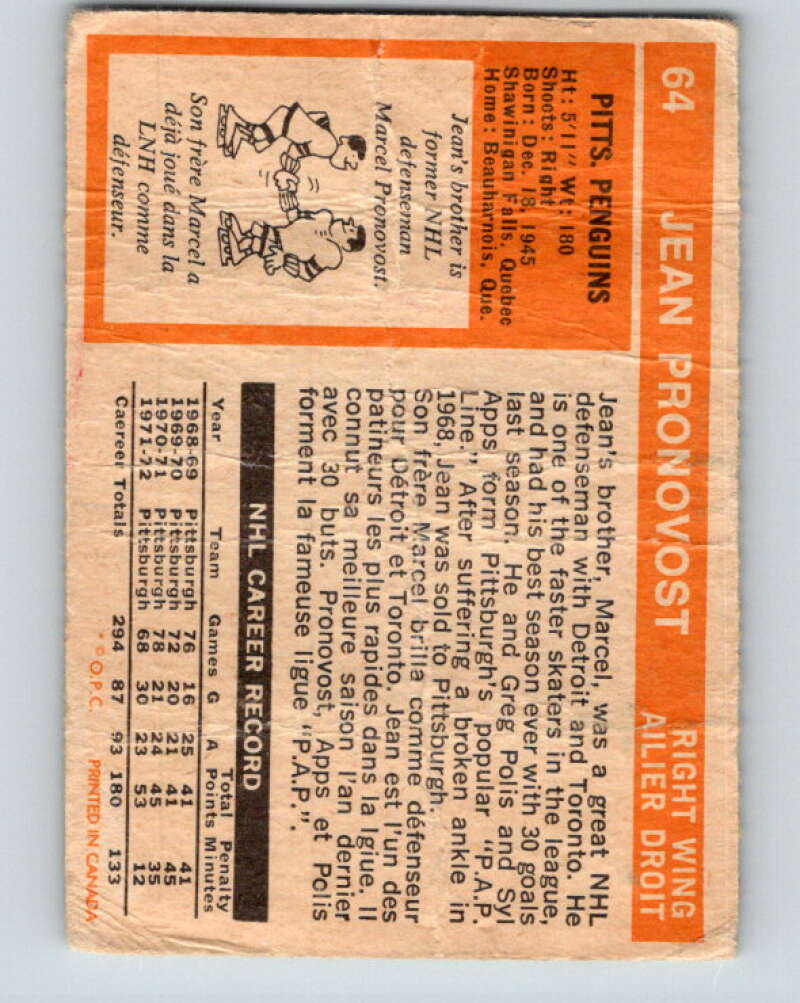 64 JEAN PRONOVOST RIGHT WING
AILIER DROIT
PITTS. PENGUINS
Ht: 5'11" Wt: 180
Shoots: Right
Born: Dec. 18, 1945
Shawinigan Falls, Quebec
Home: Beauharnois, Que.
Jean's brother is
former NHL
defenseman
Marcel Pronovost.
Son frère Marcel a
déjà joué dans la
LNH comme
défenseur.
Jean's brother, Marcel, was a great NHL
defenseman with Detroit and Toronto. He
is one of the faster skaters in the league,
and had his best season ever with 30 goals
last season. He and Greg Polis and Syl
Apps form Pittsburgh's popular "P.A.P.
Line." After suffering a broken ankle in
1968, Jean was sold to Pittsburgh.
Son frère Marcel brilla comme défenseur
pour Détroit et Toronto. Jean est l'un des
patineurs les plus rapides dans la lgiue. Il
connut sa meilleure saison l'an dernier
avec 30 buts. Pronovost, Apps et Polis
forment la fameuse ligue "P.A.P.".
NHL CAREER RECORD
Total Penalty
Year Team Games G A Points Minutes
1968-69 Pittsburgh 76 16 25 41 41
1969-70 Pittsburgh 72 20 21 41 45
1970-71 Pittsburgh 78 21 24 45 35
1971-72 Pittsburgh 68 30 23 53 12
Caereer Totals 294 87 93 180 133
* © O.P.C. PRINTED IN CANADA